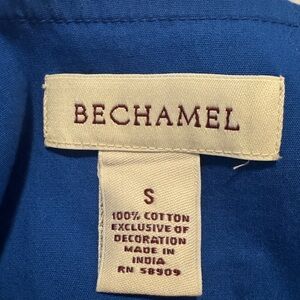 BECHAMEL
S
100% COTTON
EXCLUSIVE OF
DECORATION
MADE IN
INDIA
RN 58909